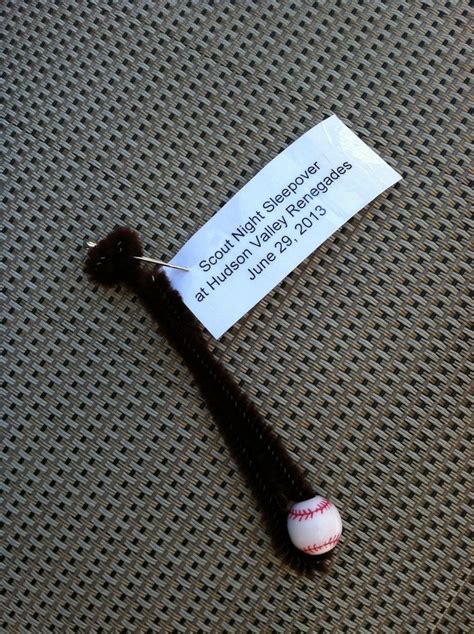 Scout Night Sleepover
at Hudson Valley Renegades
June 29, 2013